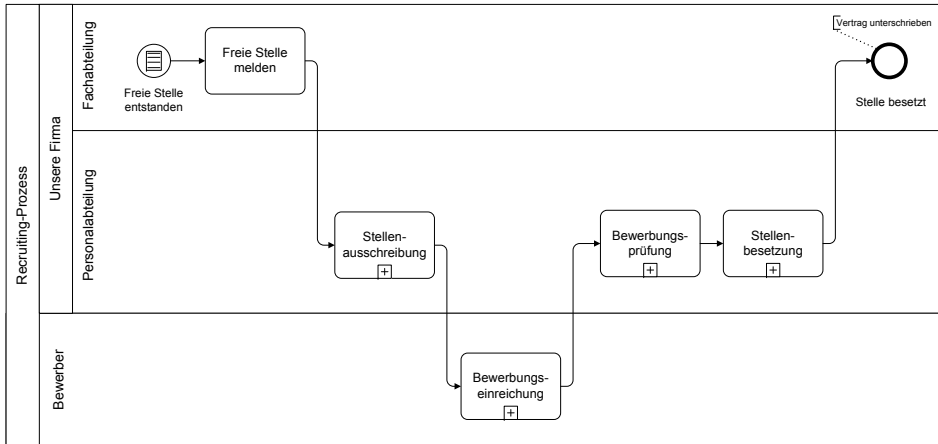 Recruiting-Prozess
Unsere Firma
Fachabteilung
Freie Stelle
entstanden
Freie Stelle
melden
Vertrag unterschrieben
Stelle besetzt
Personalabteilung
Stellen-
ausschreibung
Bewerbungs-
prüfung
Stellen-
besetzung
Bewerber
Bewerbungs-
einreichung